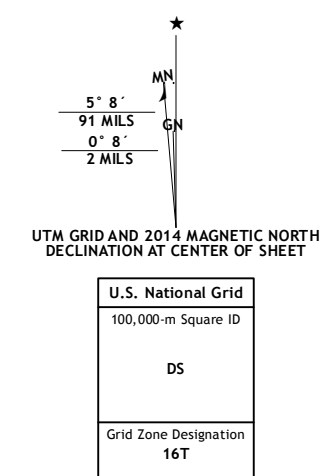 ★
MN
5° 8´
91 MILS
GN
0° 8´
2 MILS
UTM GRID AND 2014 MAGNETIC NORTH
DECLINATION AT CENTER OF SHEET
U.S. National Grid
100,000-m Square ID
DS
Grid Zone Designation
16T